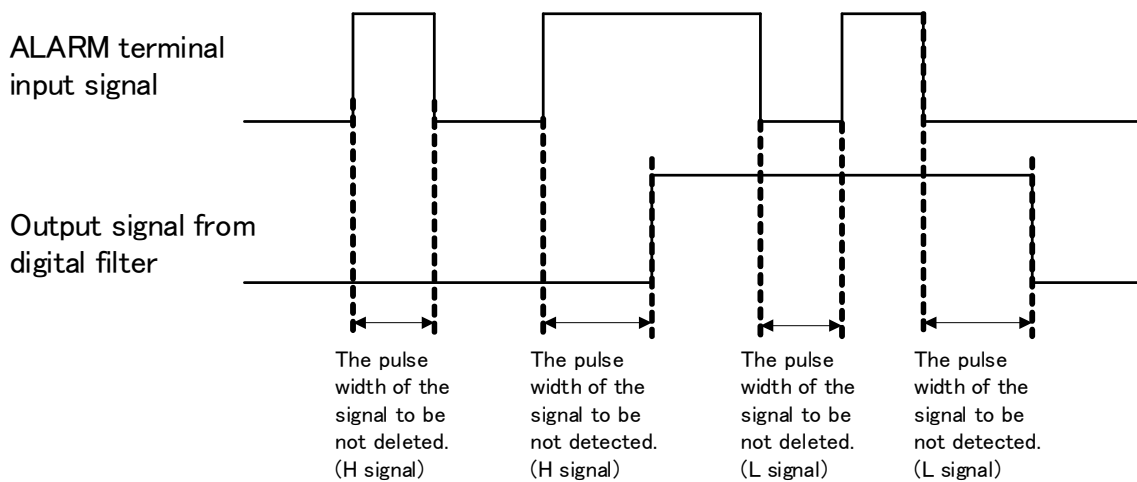 ALARM terminal
input signal
Output signal from
digital filter
The pulse
width of the
signal to be
not deleted.
(H signal)
The pulse
width of the
signal to be
not detected.
(H signal)
The pulse
width of the
signal to be
not deleted.
(L signal)
The pulse
width of the
signal to be
not detected.
(L signal)